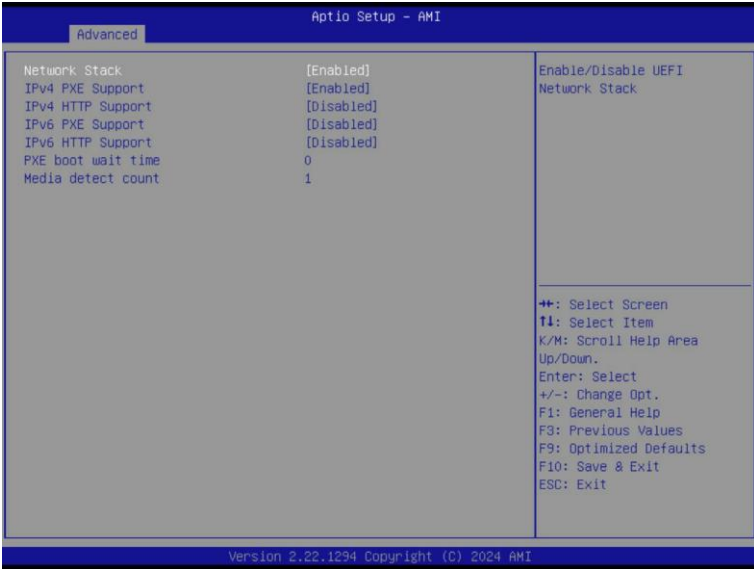 Aptio Setup - AMI
Advanced
Network Stack [Enabled]
IPv4 PXE Support [Enabled]
IPv4 HTTP Support [Disabled]
IPv6 PXE Support [Disabled]
IPv6 HTTP Support [Disabled]
PXE boot wait time 0
Media detect count 1
Enable/Disable UEFI
Network Stack
→←: Select Screen
↑↓: Select Item
K/M: Scroll Help Area
Up/Down.
Enter: Select
+/-: Change Opt.
F1: General Help
F3: Previous Values
F9: Optimized Defaults
F10: Save & Exit
ESC: Exit
Version 2.22.1294 Copyright (C) 2024 AMI